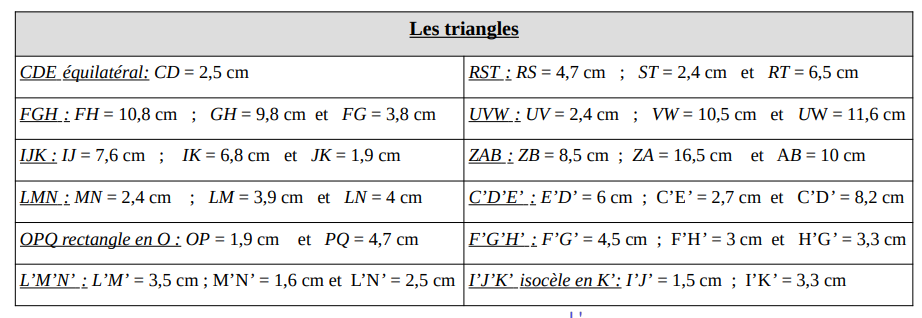 Les triangles
CDE équilatéral: CD = 2,5 cm
RST : RS = 4,7 cm ; ST = 2,4 cm et RT = 6,5 cm
FGH : FH = 10,8 cm ; GH = 9,8 cm et FG = 3,8 cm
UVW : UV = 2,4 cm ; VW = 10,5 cm et UW = 11,6 cm
IJK : IJ = 7,6 cm ; IK = 6,8 cm et JK = 1,9 cm
ZAB : ZB = 8,5 cm ; ZA = 16,5 cm et AB = 10 cm
LMN : MN = 2,4 cm ; LM = 3,9 cm et LN = 4 cm
C’D’E’ : E’D’ = 6 cm ; C’E’ = 2,7 cm et C’D’ = 8,2 cm
OPQ rectangle en O : OP = 1,9 cm et PQ = 4,7 cm
F’G’H’ : F’G’ = 4,5 cm ; F’H’ = 3 cm et H’G’ = 3,3 cm
L’M’N’ : L’M’ = 3,5 cm ; M’N’ = 1,6 cm et L’N’ = 2,5 cm
I’J’K’ isocèle en K’: I’J’ = 1,5 cm ; I’K’ = 3,3 cm